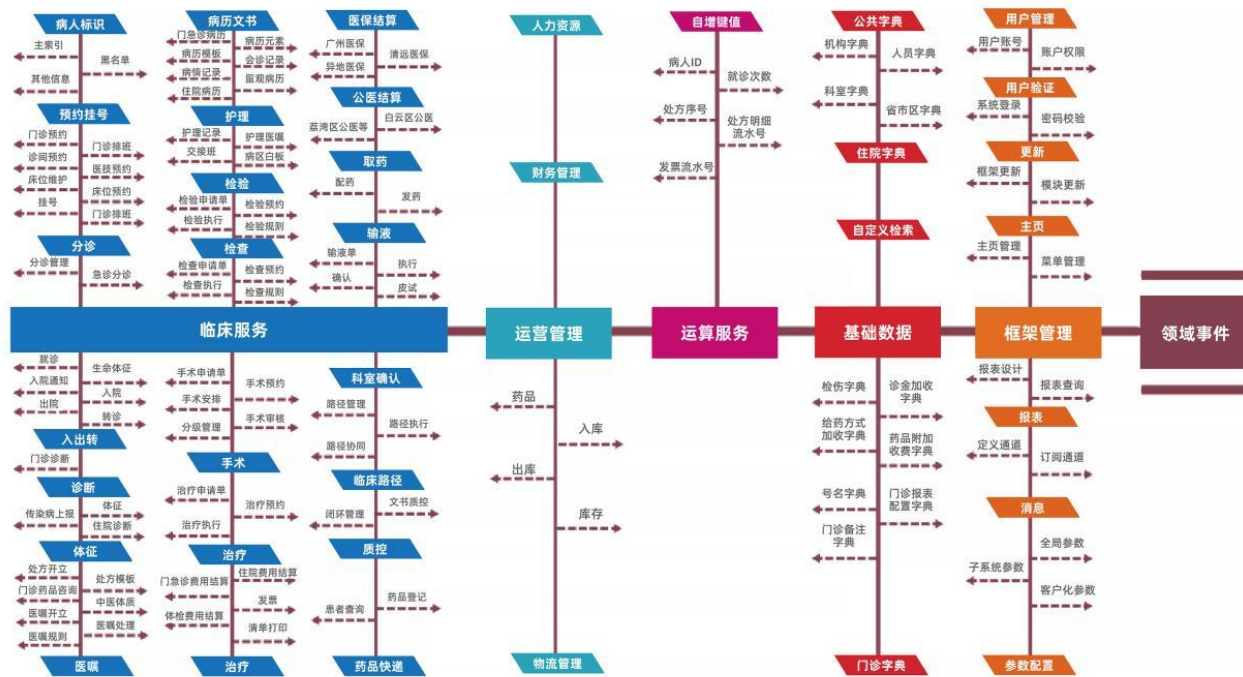 病人标识
主索引
黑名单
其他信息
预约挂号
门诊预约
门诊排班
诊间预约
医技预约
床位维护
床位预约
挂号
门诊排班
分诊
分诊管理
急诊分诊
病历文书
门急诊病历
病历元素
病历模板
会诊记录
病情记录
留观病历
住院病历
护理
护理记录
护理医嘱
交接班
病区白板
检验
检验申请单
检验预约
检验执行
检验规则
检查
检查申请单
检查预约
检查执行
检查规则
医保结算
广州医保
清远医保
异地医保
公医结算
白云区公医
荔湾区公医等
取药
配药
发药
输液
输液单
执行
确认
皮试
人力资源
财务管理
自增键值
病人ID
就诊次数
处方序号
处方明细
流水号
发票流水号
公共字典
机构字典
人员字典
科室字典
省市区字典
住院字典
自定义检索
用户管理
用户账号
账户权限
用户验证
系统登录
密码校验
更新
框架更新
模块更新
主页
主页管理
菜单管理
临床服务
运营管理
运算服务
基础数据
框架管理
领域事件
就诊
生命体征
入院通知
入院
出院
转诊
入出转
门诊诊断
诊断
体征
传染病上报
住院诊断
体征
处方开立
处方模板
门诊药品咨询
中医体质
医嘱开立
医嘱处理
医嘱规则
医嘱
手术申请单
手术预约
手术安排
手术审核
分级管理
手术
治疗申请单
治疗预约
治疗执行
治疗
住院费用结算
门急诊费用结算
发票
体检费用结算
清单打印
治疗
科室确认
路径管理
路径执行
路径协同
临床路径
文书质控
闭环管理
质控
药品登记
患者查询
药品快递
药品
入库
出库
库存
物流管理
检伤字典
诊金加收
字典
给药方式
加收字典
药品附加
收费字典
号名字典
门诊报表
配置字典
门诊备注
字典
门诊字典
报表设计
报表查询
报表
定义通道
订阅通道
消息
全局参数
子系统参数
客户化参数
参数配置